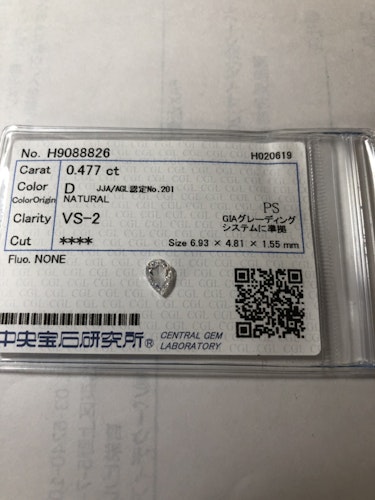 No. H9088826 H020619
Carat 0.477 ct
Color D JJA/AGL認定No.201
ColorOrigin NATURAL
Clarity VS-2 PS
GIAグレーディング
システムに準拠
Cut ****
Size 6.93 × 4.81 × 1.55 mm
Fluo. NONE
中央宝石研究所® CENTRAL GEM
LABORATORY.